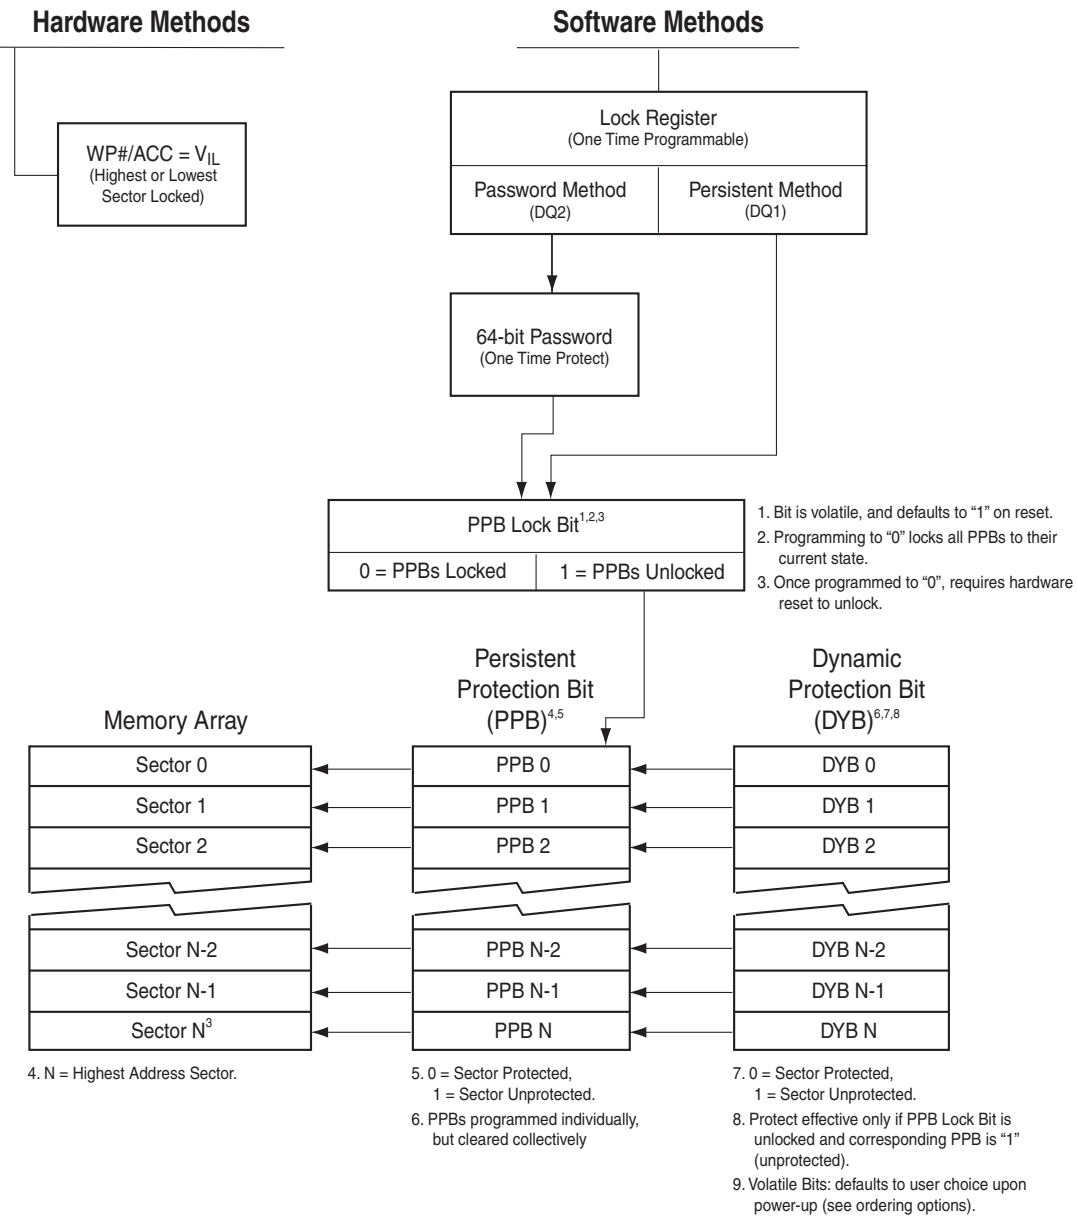 Hardware Methods
Software Methods
WP#/ACC = VIL
(Highest or Lowest
Sector Locked)
Lock Register
(One Time Programmable)
Password Method
(DQ2)
Persistent Method
(DQ1)
64-bit Password
(One Time Protect)
PPB Lock Bit1,2,3
0 = PPBs Locked
1 = PPBs Unlocked
1. Bit is volatile, and defaults to “1” on reset.
2. Programming to “0” locks all PPBs to their
current state.
3. Once programmed to “0”, requires hardware
reset to unlock.
Memory Array
Persistent
Protection Bit
(PPB)4,5
Dynamic
Protection Bit
(DYB)6,7,8
Sector 0
PPB 0
DYB 0
Sector 1
PPB 1
DYB 1
Sector 2
PPB 2
DYB 2
Sector N-2
PPB N-2
DYB N-2
Sector N-1
PPB N-1
DYB N-1
Sector N3
PPB N
DYB N
4. N = Highest Address Sector.
5. 0 = Sector Protected,
1 = Sector Unprotected.
6. PPBs programmed individually,
but cleared collectively
7. 0 = Sector Protected,
1 = Sector Unprotected.
8. Protect effective only if PPB Lock Bit is
unlocked and corresponding PPB is “1”
(unprotected).
9. Volatile Bits: defaults to user choice upon
power-up (see ordering options).